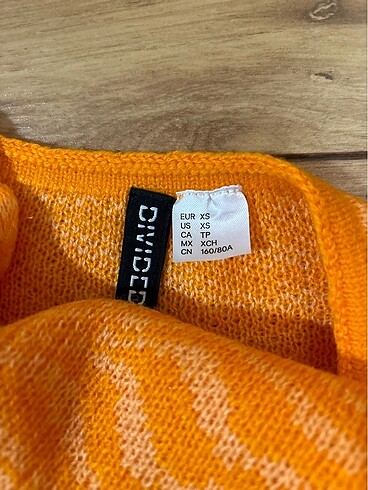 DIVIDED
EUR XS
US XS
CA TP
MX XCH
CN 160/80A